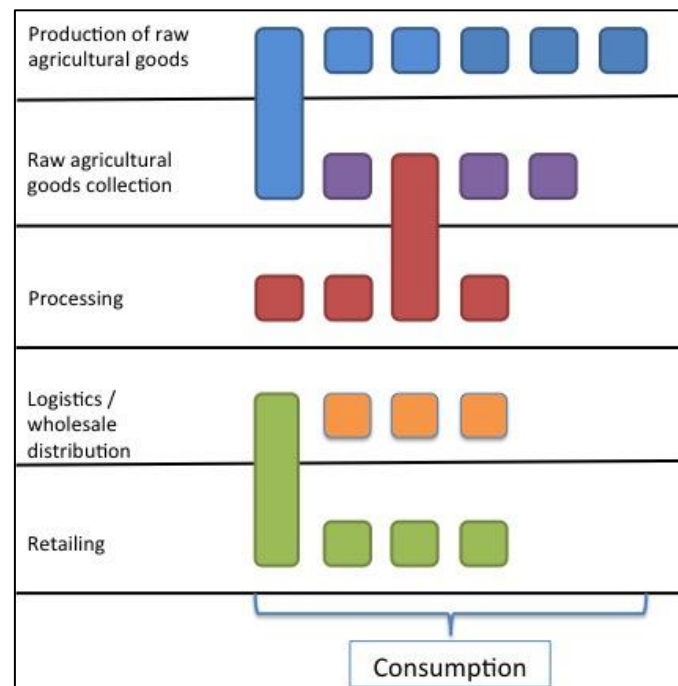 Production of raw
agricultural goods
Raw agricultural
goods collection
Processing
Logistics /
wholesale
distribution
Retailing
Consumption